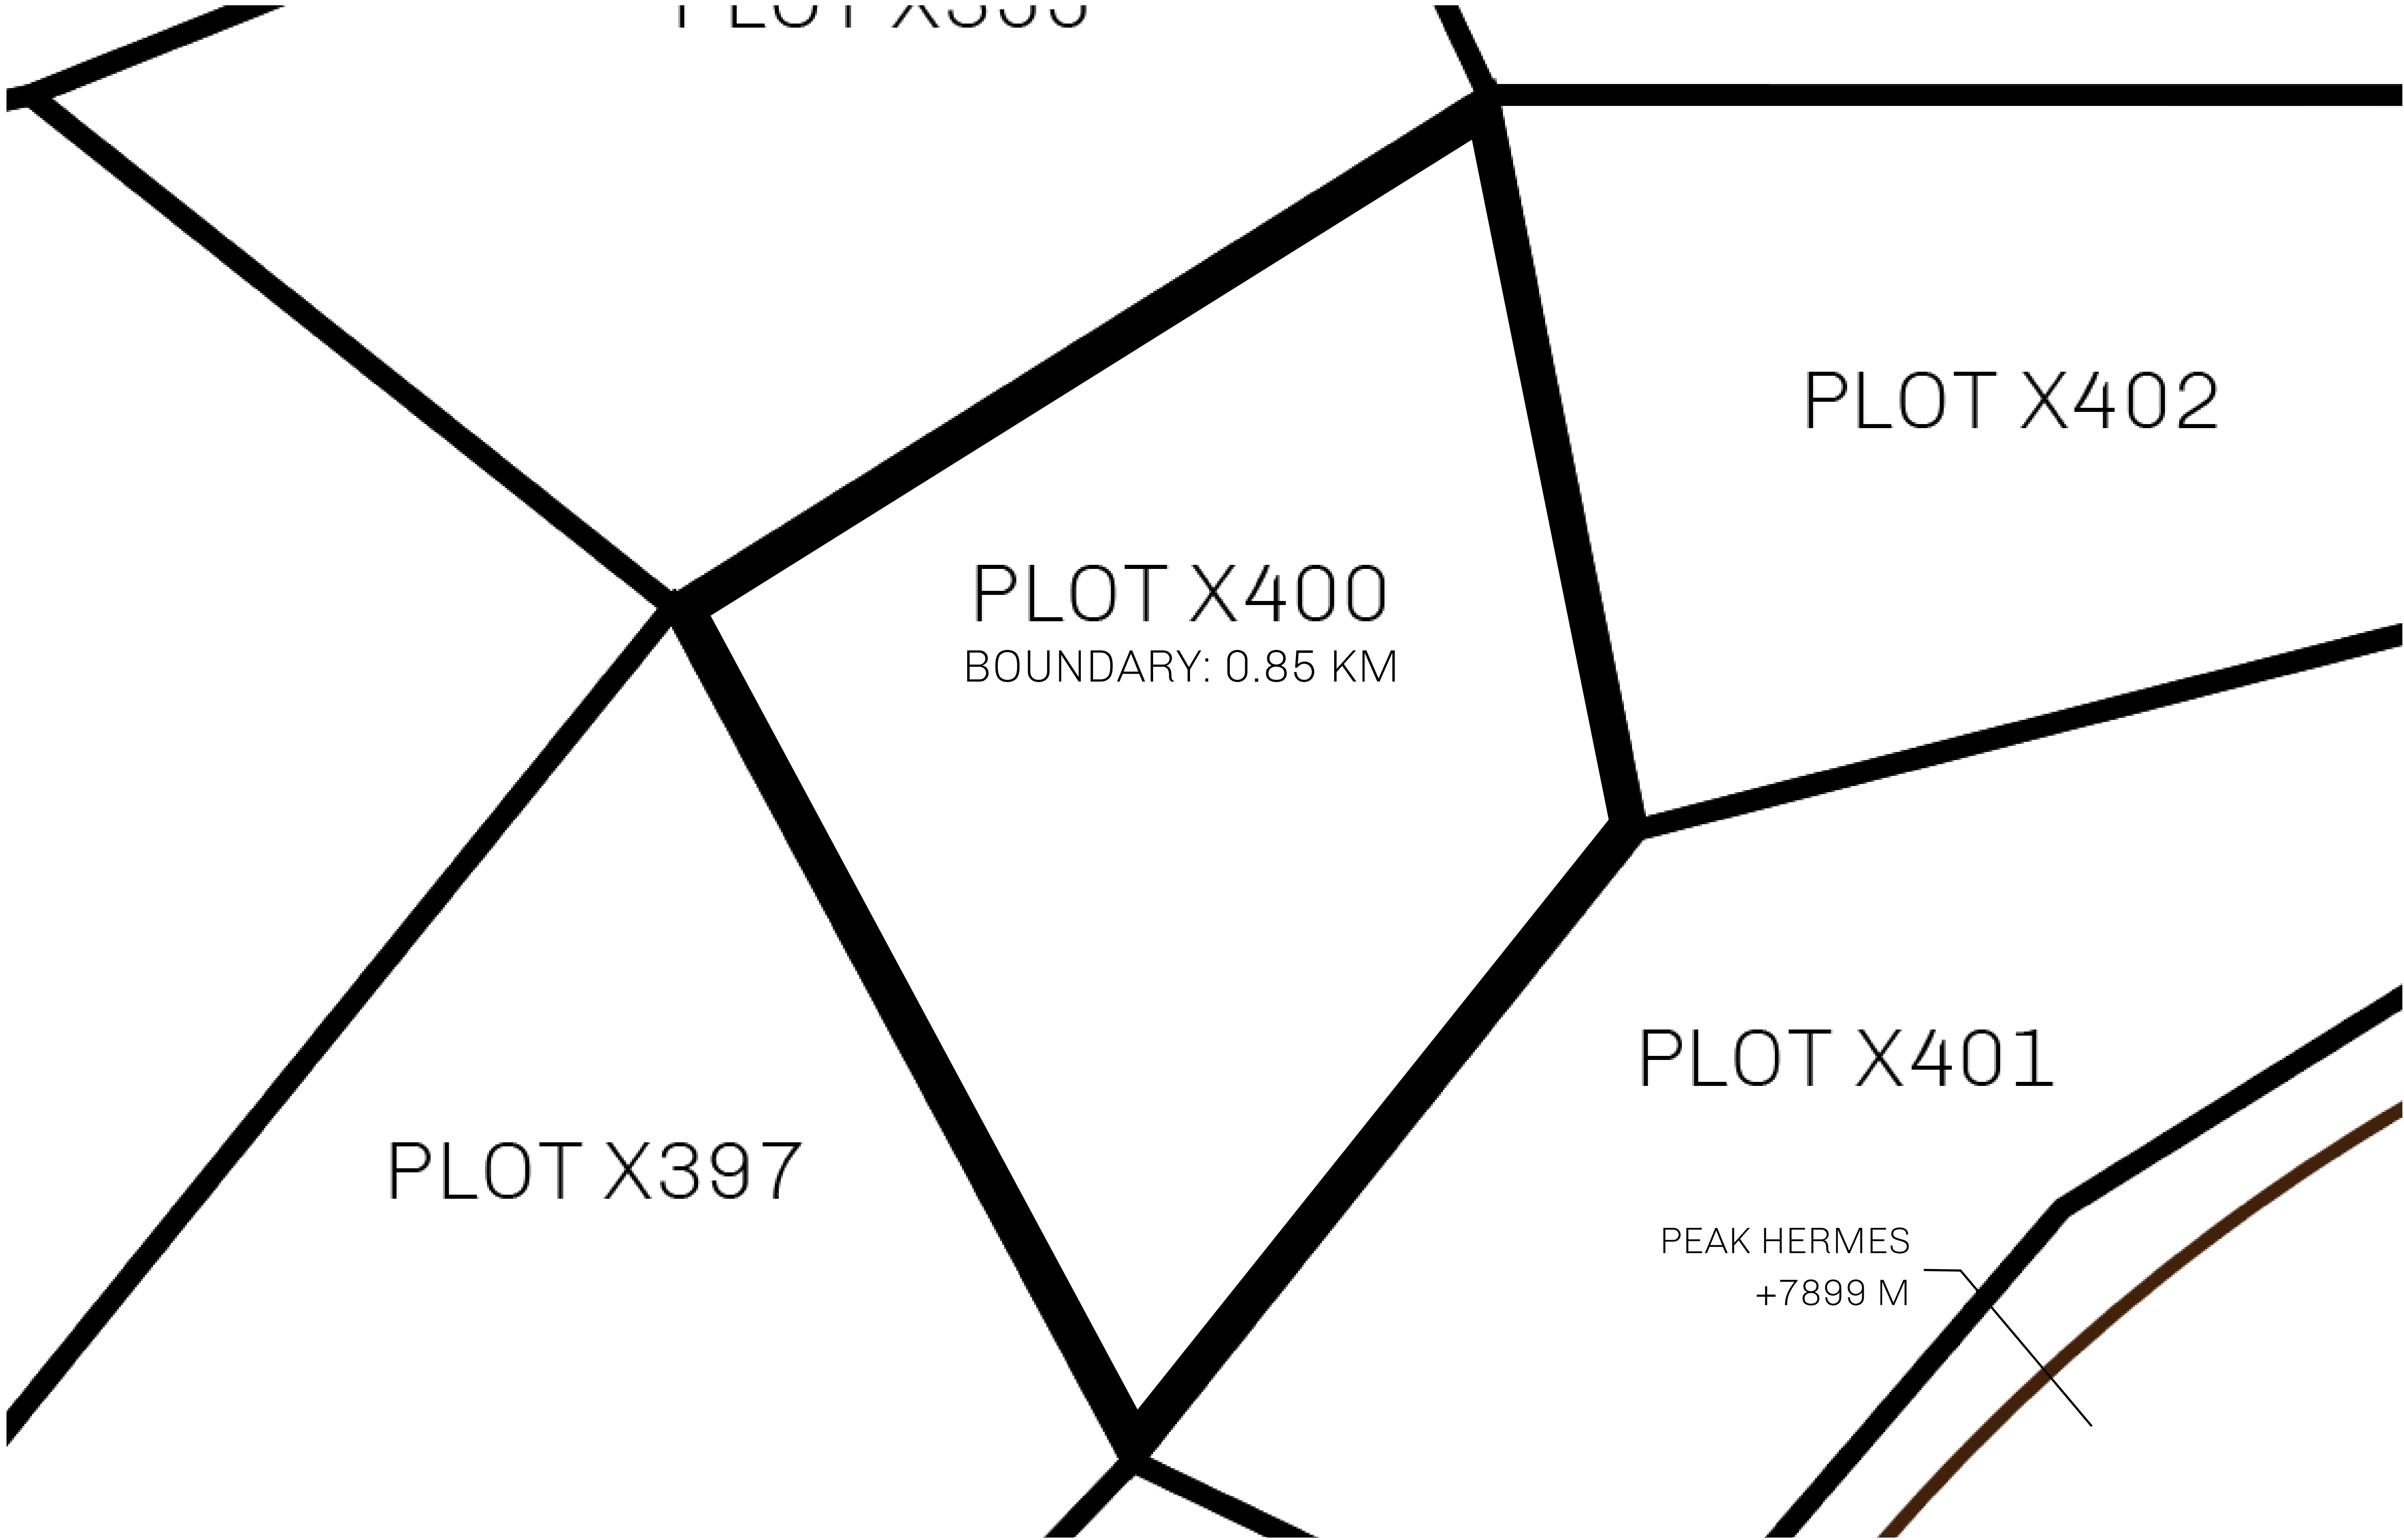 PLOT X402
PLOT X400
BOUNDARY: 0.85 KM
PLOT X401
PLOT X397
PEAK HERMES
+7899 M